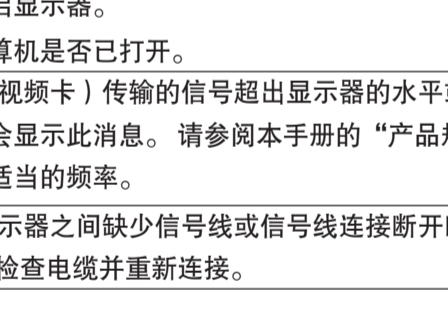 显示器。
算机是否已打开。
视频卡）传输的信号超出显示器的水平
会显示此消息。 请参阅本手册的“产品
适当的频率。
示器之间缺少信号线或信号线连接断开
检查电缆并重新连接。